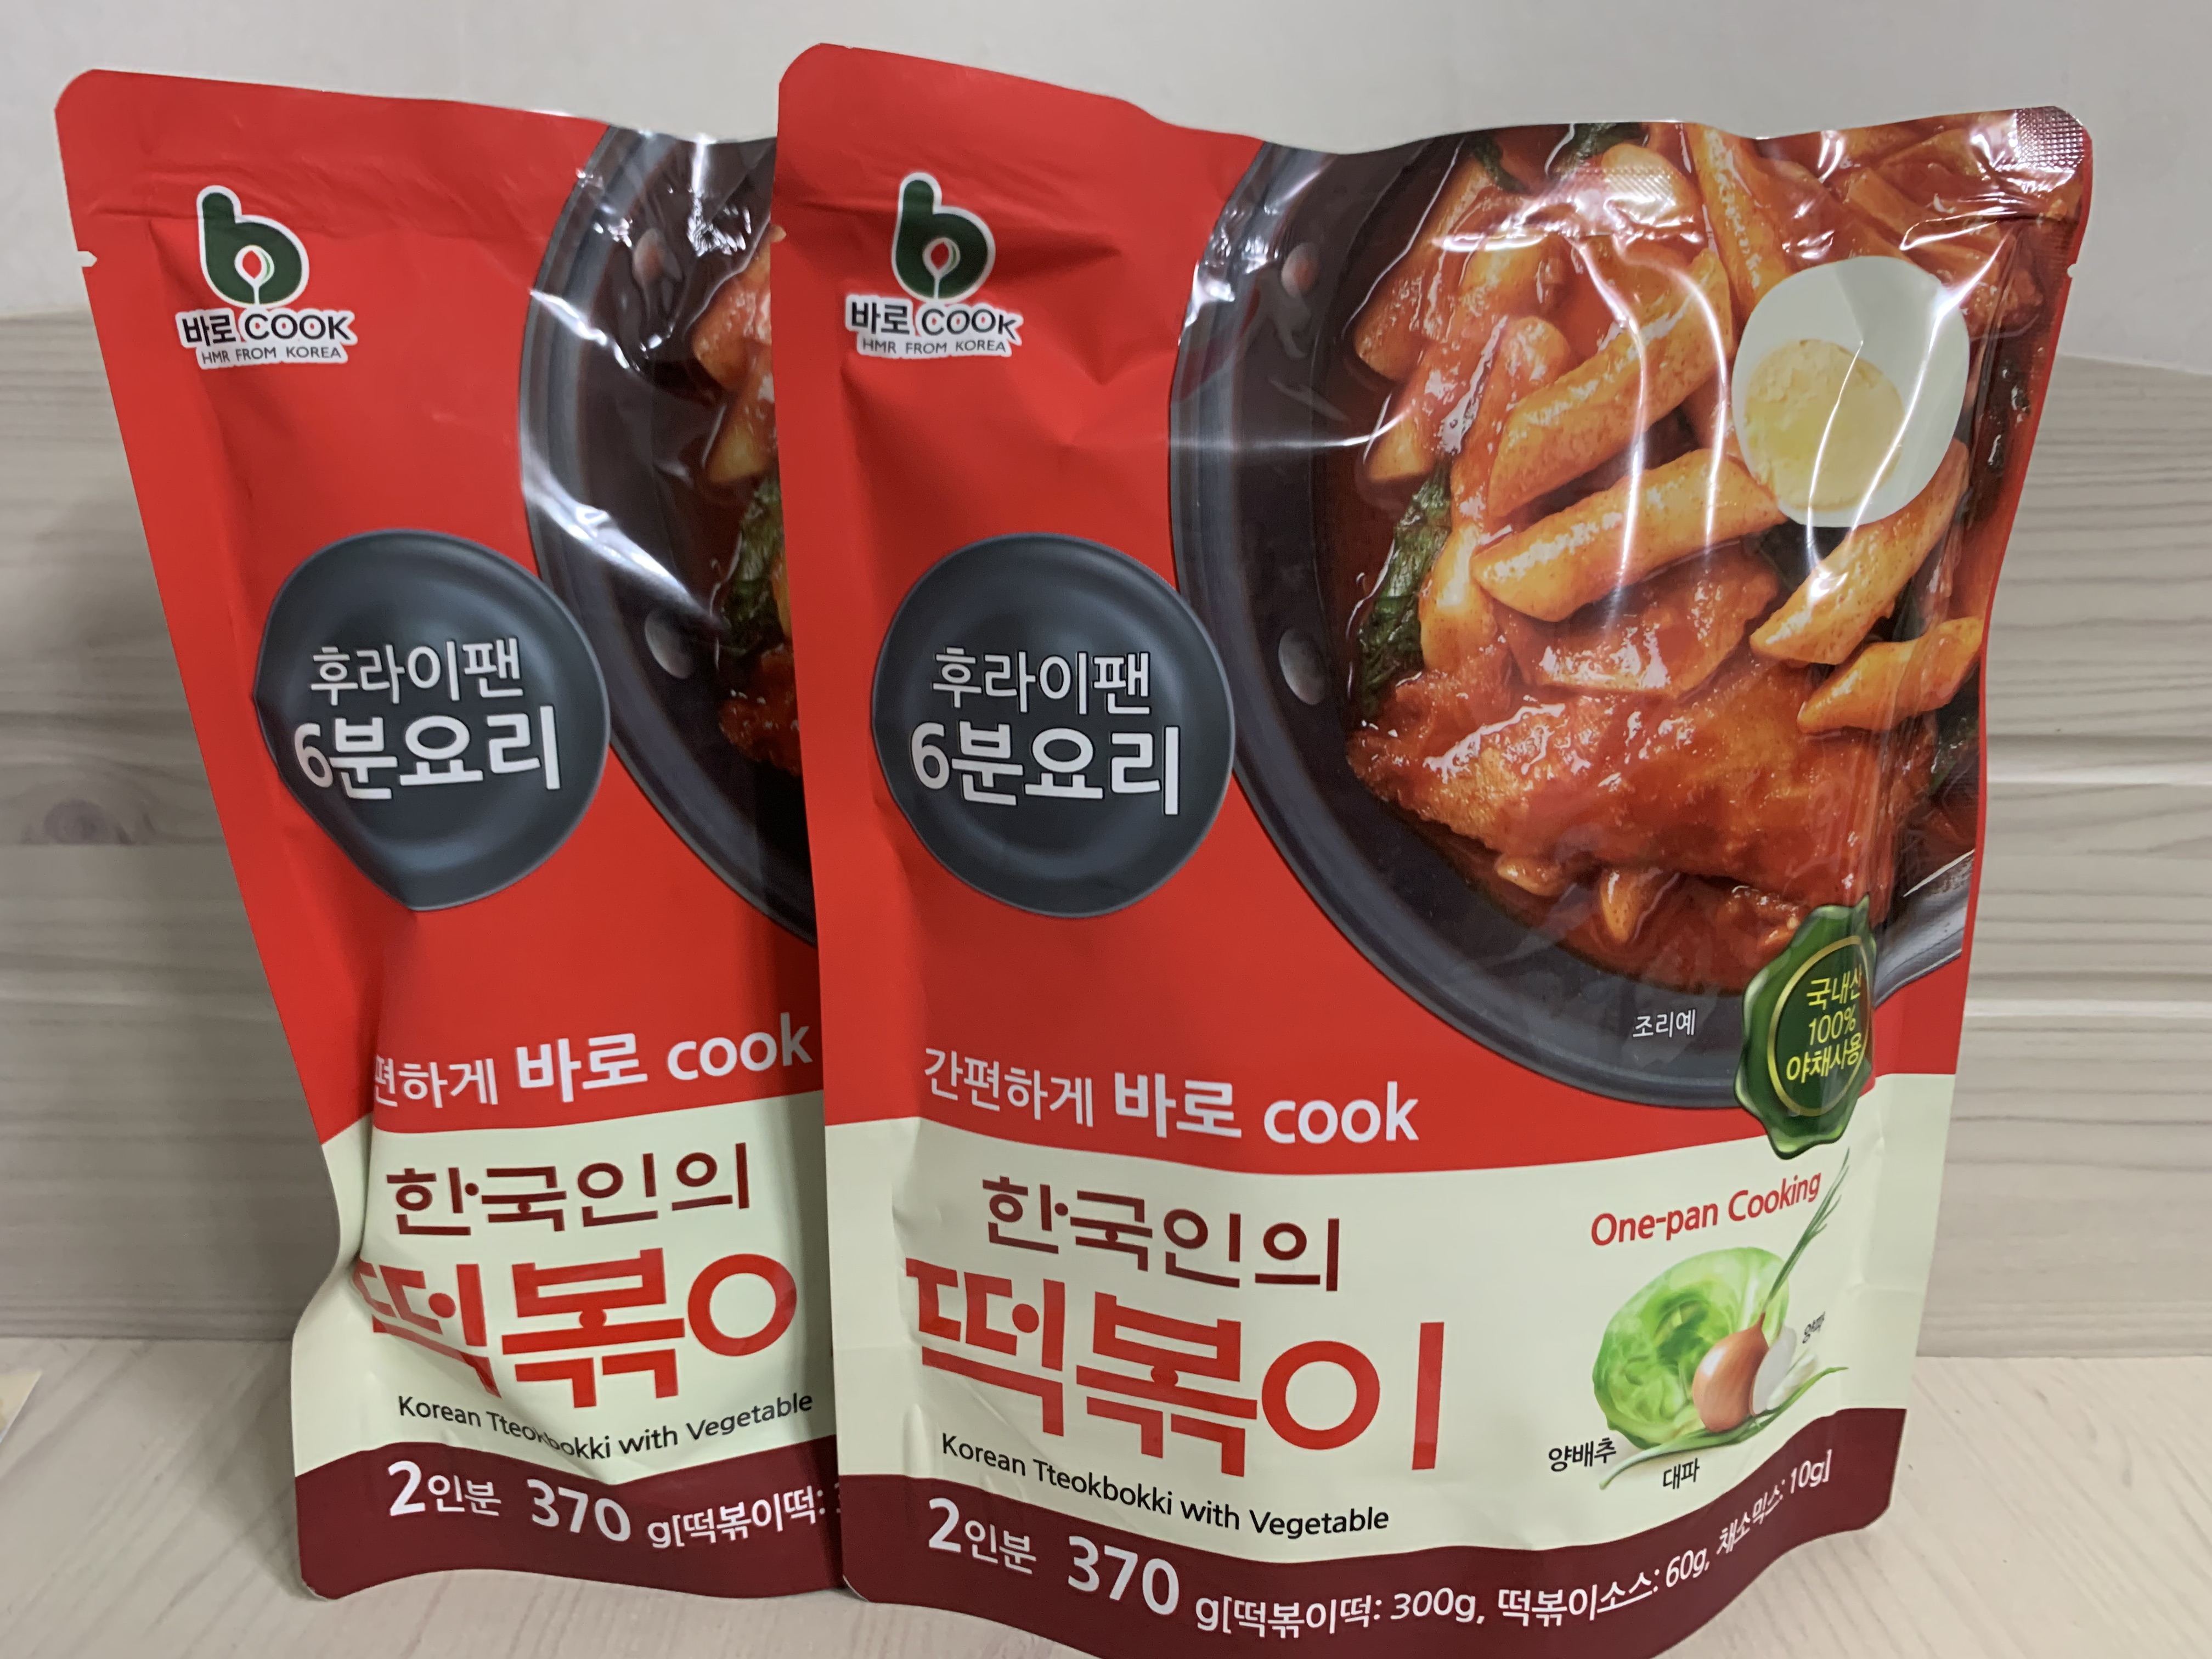 바로 COOK
HMR FROM KOREA
후라이팬
6분요리
편하게 바로 cook
한국인의
떡볶이
Korean Tteokbokki with Vegetable
2인분 370 g[떡볶이떡:
바로 COOK
HMR FROM KOREA
후라이팬
6분요리
조리예
국내산
100%
야채사용
간편하게 바로 cook
한국인의
떡볶이
Korean Tteokbokki with Vegetable
One-pan Cooking
양파
양배추
대파
2인분 370 g[떡볶이떡: 300g, 떡볶이소스: 60g, 채소믹스: 10g]